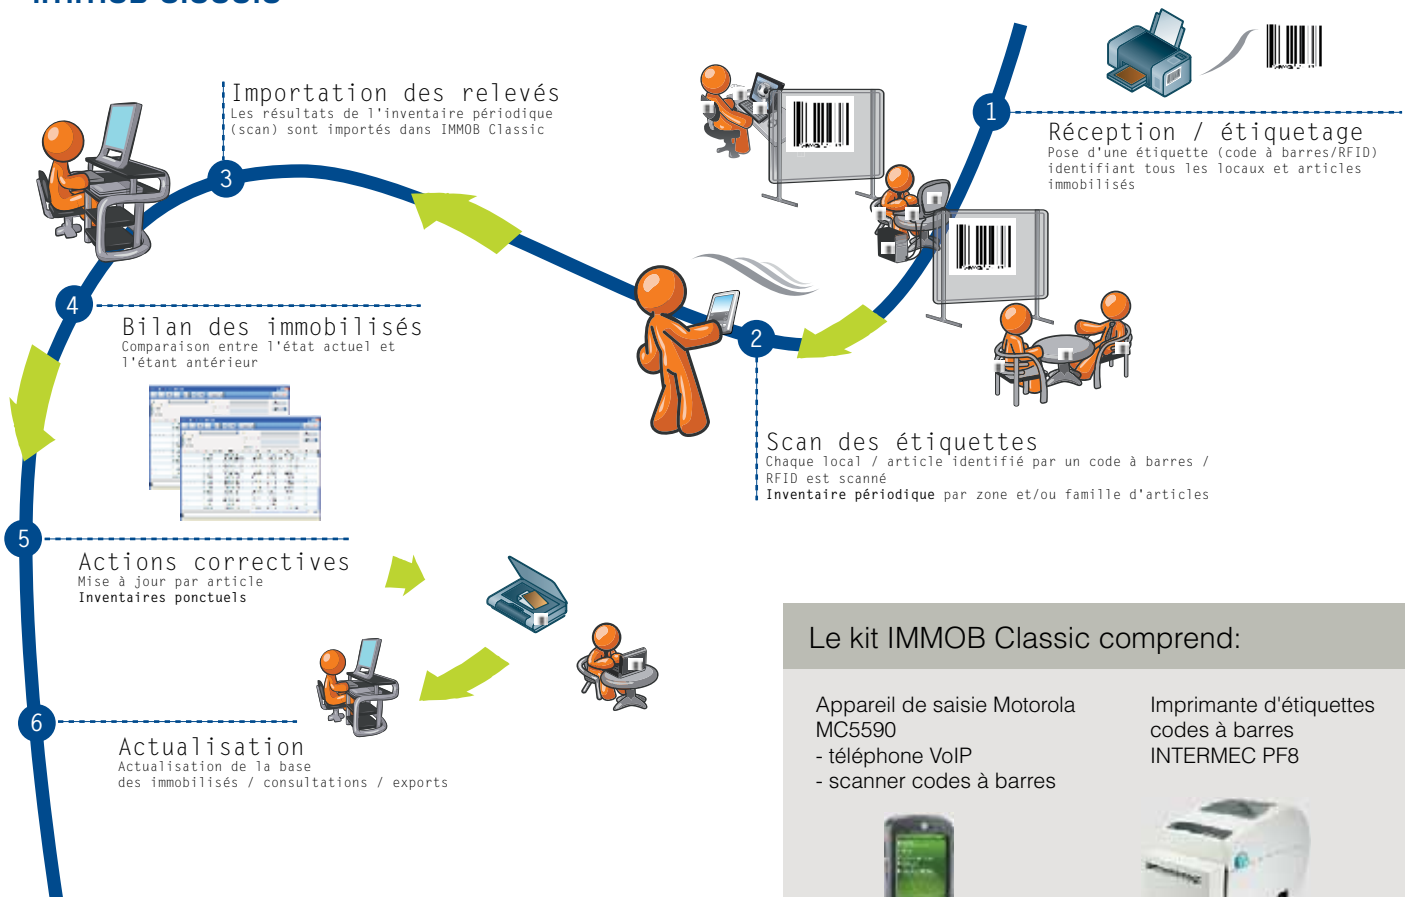 1
Réception / étiquetage
Pose d'une étiquette (code à barres/RFID)
identifiant tous les locaux et articles
immobilisés
2
Scan des étiquettes
Chaque local / article identifié par un code à barres /
RFID est scanné
Inventaire périodique par zone et/ou famille d'articles
3
Importation des relevés
Les résultats de l'inventaire périodique
(scan) sont importés dans IMMOB Classic
4
Bilan des immobilisés
Comparaison entre l'état actuel et
l'étant antérieur
5
Actions correctives
Mise à jour par article
Inventaires ponctuels
6
Actualisation
Actualisation de la base
des immobilisés / consultations / exports
Le kit IMMOB Classic comprend:
Appareil de saisie Motorola
MC5590
- téléphone VoIP
- scanner codes à barres
Imprimante d'étiquettes
codes à barres
INTERMEC PF8